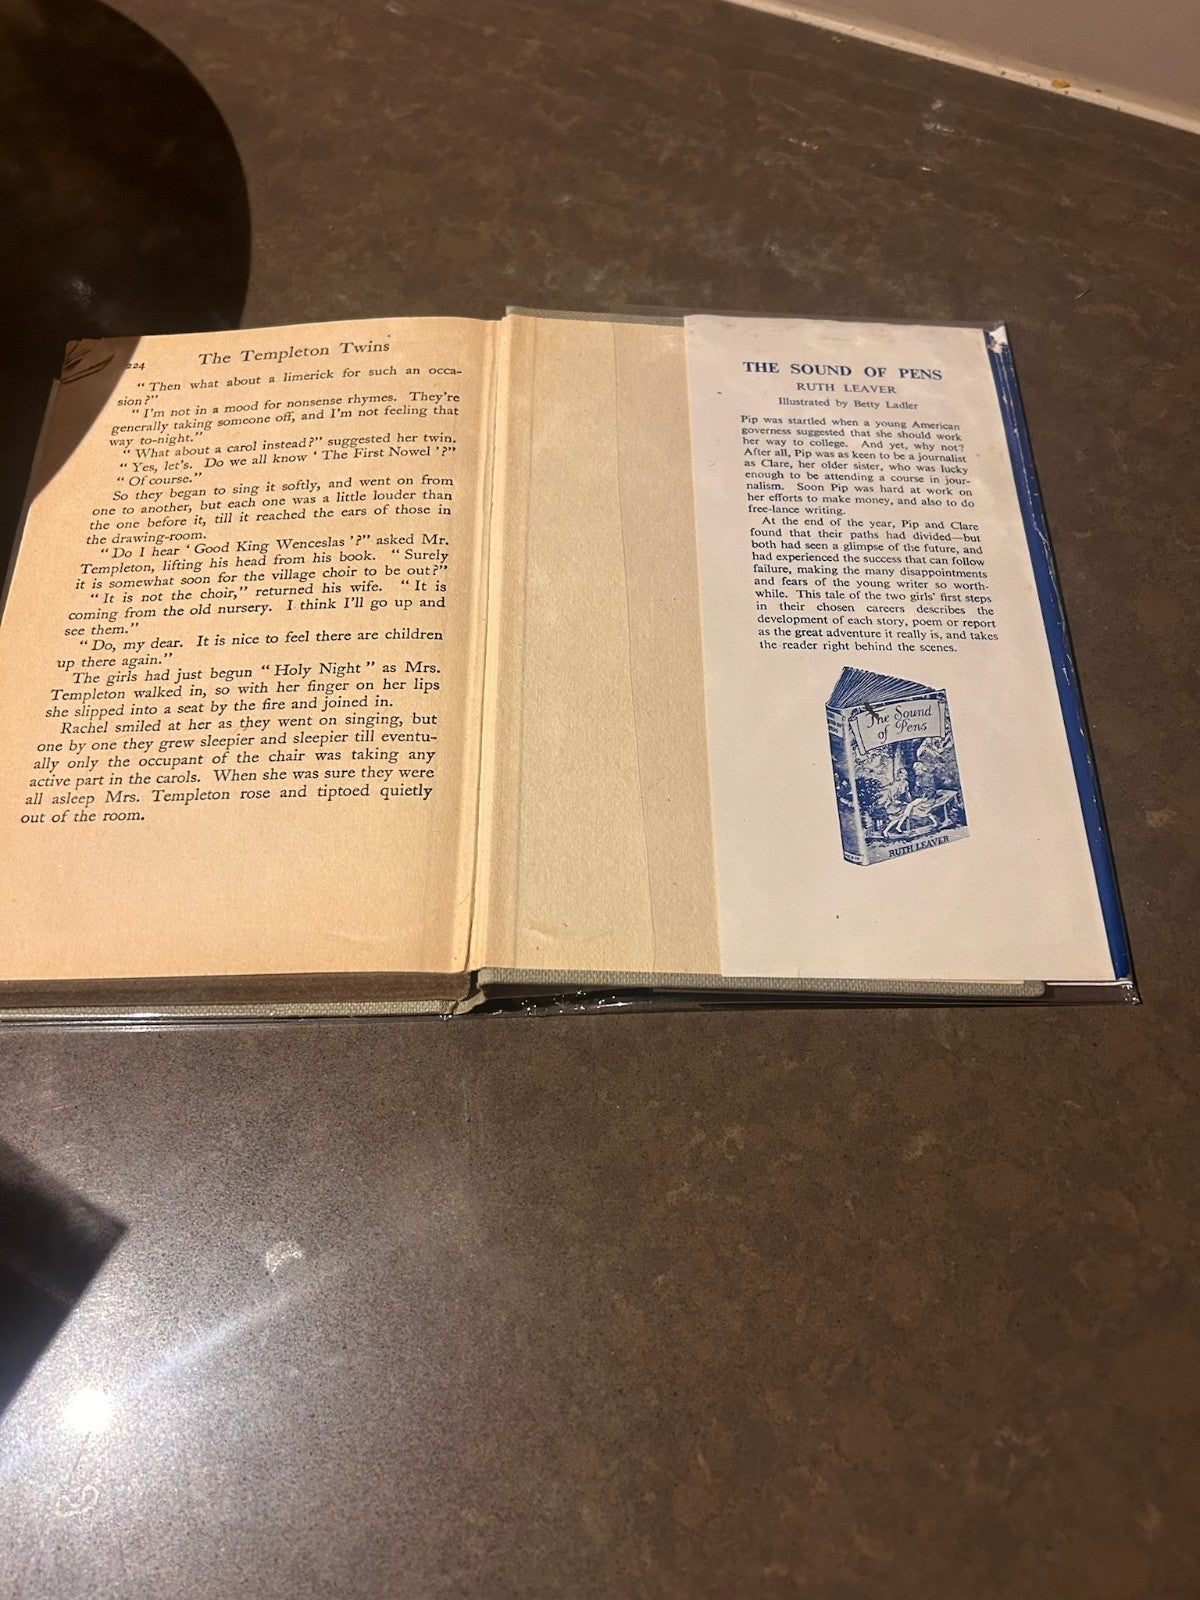 224
The Templeton Twins
“ Then what about a limerick for such an occa-
sion ?”
“ I’m not in a mood for nonsense rhymes. They’re
generally taking someone off, and I’m not feeling that
way to-night.”
“ What about a carol instead ?” suggested her twin.
“ Yes, let’s. Do we all know ‘ The First Nowel ’?”
“ Of course.”
So they began to sing it softly, and went on from
one to another, but each one was a little louder than
the one before it, till it reached the ears of those in
the drawing-room.
“ Do I hear ‘ Good King Wenceslas ’?” asked Mr.
Templeton, lifting his head from his book. “ Surely
it is somewhat soon for the village choir to be out?”
“ It is not the choir,” returned his wife. “ It is
coming from the old nursery. I think I’ll go up and
see them.”
“ Do, my dear. It is nice to feel there are children
up there again.”
The girls had just begun “ Holy Night ” as Mrs.
Templeton walked in, so with her finger on her lips
she slipped into a seat by the fire and joined in.
Rachel smiled at her as they went on singing, but
one by one they grew sleepier and sleepier till eventu-
ally only the occupant of the chair was taking any
active part in the carols. When she was sure they were
all asleep Mrs. Templeton rose and tiptoed quietly
out of the room.
THE SOUND OF PENS
RUTH LEAVER
Illustrated by Betty Ladler
Pip was startled when a young American
governess suggested that she should work
her way to college. And yet, why not?
After all, Pip was as keen to be a journalist
as Clare, her older sister, who was lucky
enough to be attending a course in jour-
nalism. Soon Pip was hard at work on
her efforts to make money, and also to do
free-lance writing.
At the end of the year, Pip and Clare
found that their paths had divided—but
both had seen a glimpse of the future, and
had experienced the success that can follow
failure, making the many disappointments
and fears of the young writer so worth-
while. This tale of the two girls’ first steps
in their chosen careers describes the
development of each story, poem or report
as the great adventure it really is, and takes
the reader right behind the scenes.
The Sound
of Pens
RUTH LEAVER